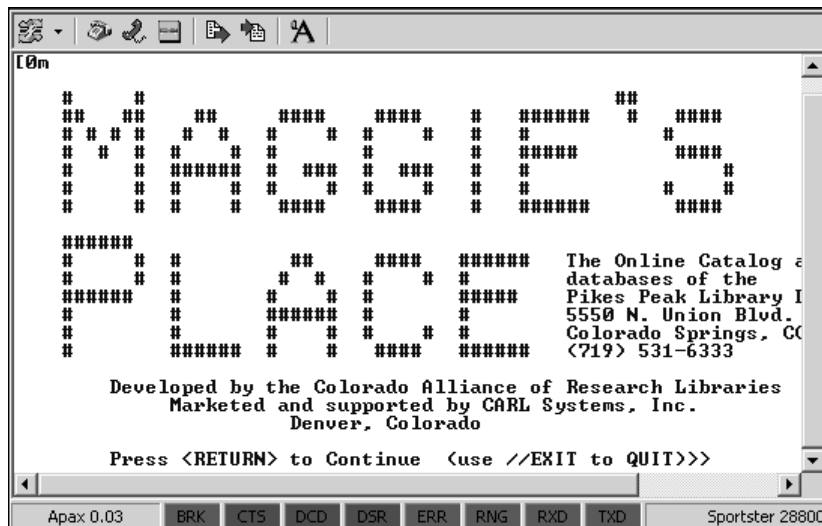 [0m
MAGGIE'S
PLACE
The Online Catalog a
databases of the
Pikes Peak Library
5550 N. Union Blvd.
Colorado Springs, CO
(719) 531-6333
Developed by the Colorado Alliance of Research Libraries
Marketed and supported by CARL Systems, Inc.
Denver, Colorado
Press <RETURN> to Continue (use //EXIT to QUIT)>>>
Apax 0.03 BRK CTS DCD DSR ERR RNG RXD TXD Sportster 28800